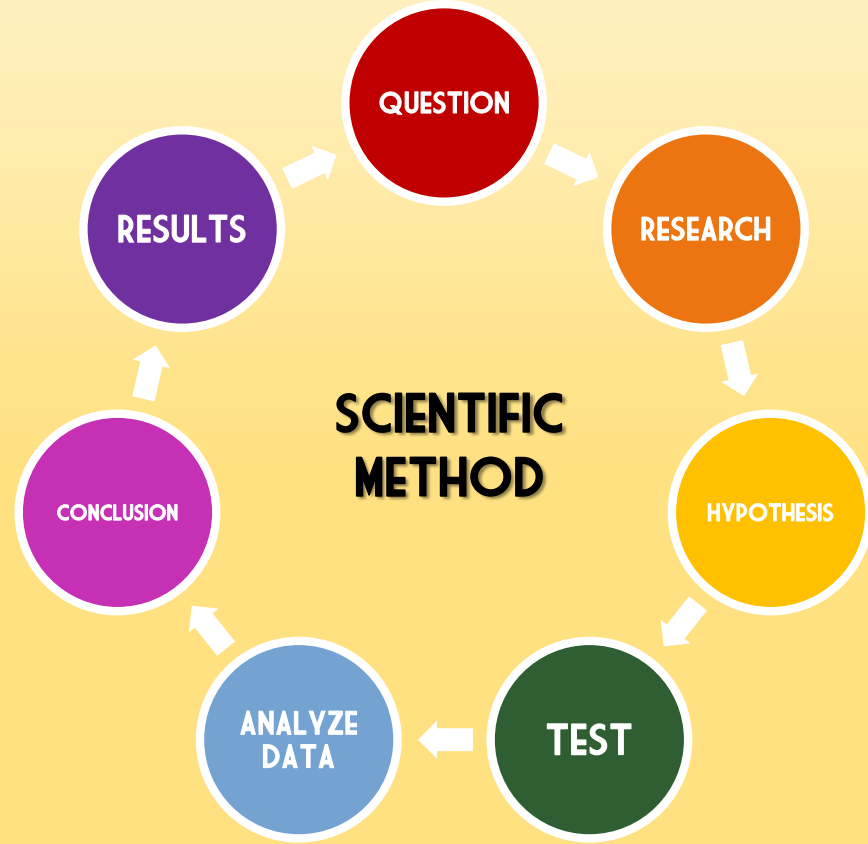 QUESTION
RESEARCH
HYPOTHESIS
TEST
ANALYZE
DATA
CONCLUSION
RESULTS
SCIENTIFIC
METHOD